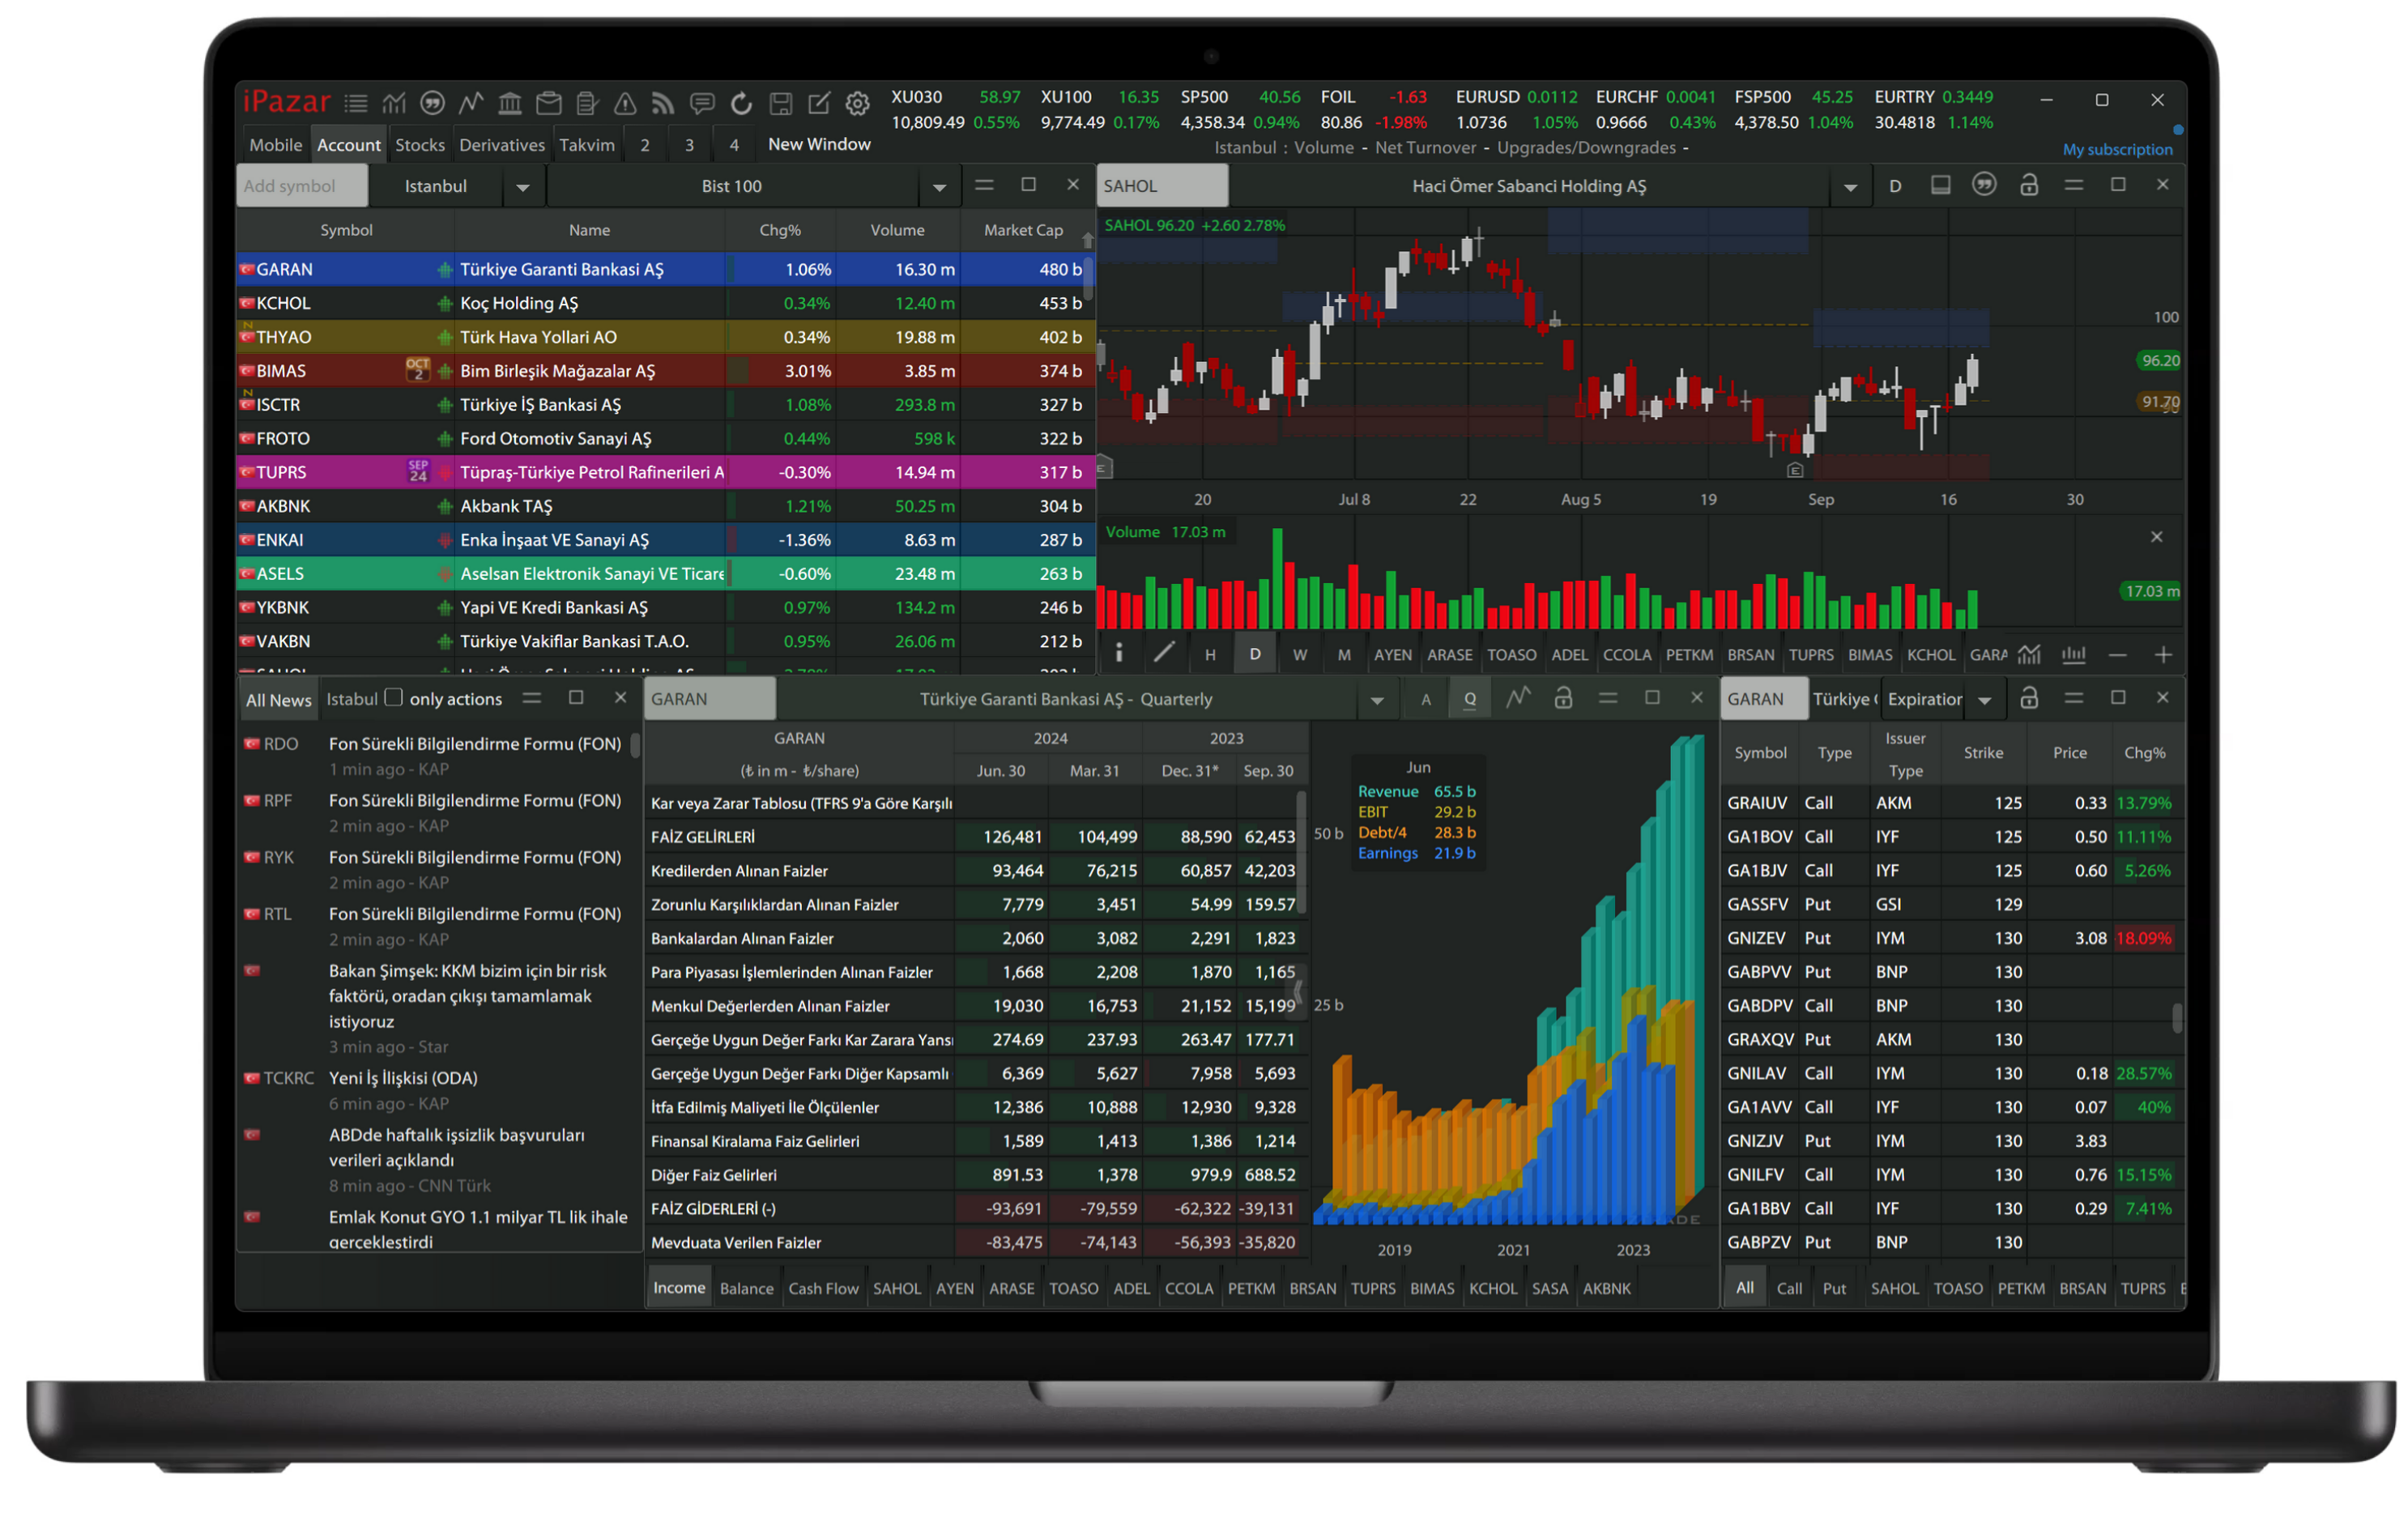 iPazar
XU030 58.97 XU100 16.35 SP500 40.56 FOIL -1.63 EURUSD 0.0112 EURCHF 0.0041 FSP500 45.25 EURTRY 0.3449
10,809.49 0.55% 9,774.49 0.17% 4,358.34 0.94% 80.86 -1.98% 1.0736 1.05% 0.9666 0.43% 4,378.50 1.04% 30.4818 1.14%
Mobile Account Stocks Derivatives Takvim 2 3 4 New Window
Istanbul : Volume - Net Turnover - Upgrades/Downgrades -
My subscription
Add symbol Istanbul Bist 100
Symbol Name Chg% Volume Market Cap
GARAN Türkiye Garanti Bankasi AŞ 1.06% 16.30 m 480 b
KCHOL Koç Holding AŞ 0.34% 12.40 m 453 b
N
THYAO Türk Hava Yollari AO 0.34% 19.88 m 402 b
BIMAS OCT 2 Bim Birleşik Mağazalar AŞ 3.01% 3.85 m 374 b
N
ISCTR Türkiye İŞ Bankasi AŞ 1.08% 293.8 m 327 b
FROTO Ford Otomotiv Sanayi AŞ 0.44% 598 k 322 b
TUPRS SEP 24 Tüpraş-Türkiye Petrol Rafinerileri A -0.30% 14.94 m 317 b
AKBNK Akbank TAŞ 1.21% 50.25 m 304 b
ENKAI Enka İnşaat VE Sanayi AŞ -1.36% 8.63 m 287 b
ASELS Aselsan Elektronik Sanayi VE Ticare -0.60% 23.48 m 263 b
YKBNK Yapi VE Kredi Bankasi AŞ 0.97% 134.2 m 246 b
VAKBN Türkiye Vakiflar Bankasi T.A.O. 0.95% 26.06 m 212 b
SAHOL Haci Ömer Sabanci Holding AŞ D
SAHOL 96.20 +2.60 2.78%
100
96.20
91.70
E
E
20 Jul 8 22 Aug 5 19 Sep 16 30
Volume 17.03 m
17.03 m
H D W M AYEN ARASE TOASO ADEL CCOLA PETKM BRSAN TUPRS BIMAS KCHOL GARA
All News Istabul only actions
RDO Fon Sürekli Bilgilendirme Formu (FON)
1 min ago - KAP
RPF Fon Sürekli Bilgilendirme Formu (FON)
2 min ago - KAP
RYK Fon Sürekli Bilgilendirme Formu (FON)
2 min ago - KAP
RTL Fon Sürekli Bilgilendirme Formu (FON)
2 min ago - KAP
Bakan Şimşek: KKM bizim için bir risk
faktörü, oradan çıkışı tamamlamak
istiyoruz
3 min ago - Star
TCKRC Yeni İş İlişkisi (ODA)
6 min ago - KAP
ABDde haftalık işsizlik başvuruları
verileri açıklandı
8 min ago - CNN Türk
Emlak Konut GYO 1.1 milyar TL lik ihale
gerçekleştirdi
GARAN Türkiye Garanti Bankasi AŞ - Quarterly A Q
GARAN 2024 2023
(₺ in m - ₺/share) Jun. 30 Mar. 31 Dec. 31* Sep. 30
Kar veya Zarar Tablosu (TFRS 9'a Göre Karşılı
FAİZ GELİRLERİ 126,481 104,499 88,590 62,453
Kredilerden Alınan Faizler 93,464 76,215 60,857 42,203
Zorunlu Karşılıklardan Alınan Faizler 7,779 3,451 54.99 159.57
Bankalardan Alınan Faizler 2,060 3,082 2,291 1,823
Para Piyasası İşlemlerinden Alınan Faizler 1,668 2,208 1,870 1,165
Menkul Değerlerden Alınan Faizler 19,030 16,753 21,152 15,199
Gerçeğe Uygun Değer Farkı Kar Zarara Yansı 274.69 237.93 263.47 177.71
Gerçeğe Uygun Değer Farkı Diğer Kapsamlı 6,369 5,627 7,958 5,693
İtfa Edilmiş Maliyeti İle Ölçülenler 12,386 10,888 12,930 9,328
Finansal Kiralama Faiz Gelirleri 1,589 1,413 1,386 1,214
Diğer Faiz Gelirleri 891.53 1,378 979.9 688.52
FAİZ GİDERLERİ (-) -93,691 -79,559 -62,322 -39,131
Mevduata Verilen Faizler -83,475 -74,143 -56,393 -35,820
Income Balance Cash Flow SAHOL AYEN ARASE TOASO ADEL CCOLA PETKM BRSAN TUPRS BIMAS KCHOL SASA AKBNK
Jun
Revenue 65.5 b
EBIT 29.2 b
Debt/4 28.3 b
Earnings 21.9 b
50 b
25 b
2019 2021 2023
GARAN Türkiye Expiration
Symbol Type Issuer Type Strike Price Chg%
GRAIUV Call AKM 125 0.33 13.79%
GA1BOV Call IYF 125 0.50 11.11%
GA1BJV Call IYF 125 0.60 5.26%
GASSFV Put GSI 129
GNIZEV Put IYM 130 3.08 18.09%
GABPVV Put BNP 130
GABDPV Call BNP 130
GRAXQV Put AKM 130
GNILAV Call IYM 130 0.18 28.57%
GA1AVV Call IYF 130 0.07 40%
GNIZJV Put IYM 130 3.83
GNILFV Call IYM 130 0.76 15.15%
GA1BBV Call IYF 130 0.29 7.41%
GABPZV Put BNP 130
All Call Put SAHOL TOASO PETKM BRSAN TUPRS